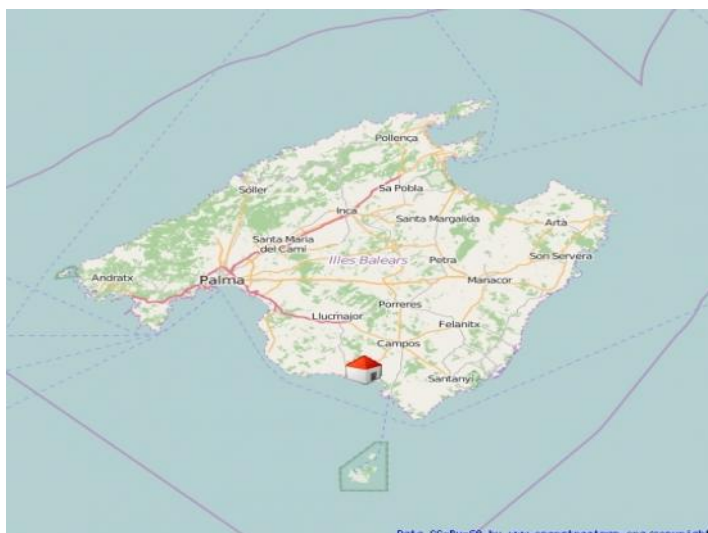 Pollença
Sa Pobla
Sóller
Inca
Santa Margalida
Artà
Santa Maria
del Camí
Illes Balears
Petra
Son Servera
Andratx
Palma
Manacor
Porreres
Llucmajor
Felanitx
Campos
Santanyí